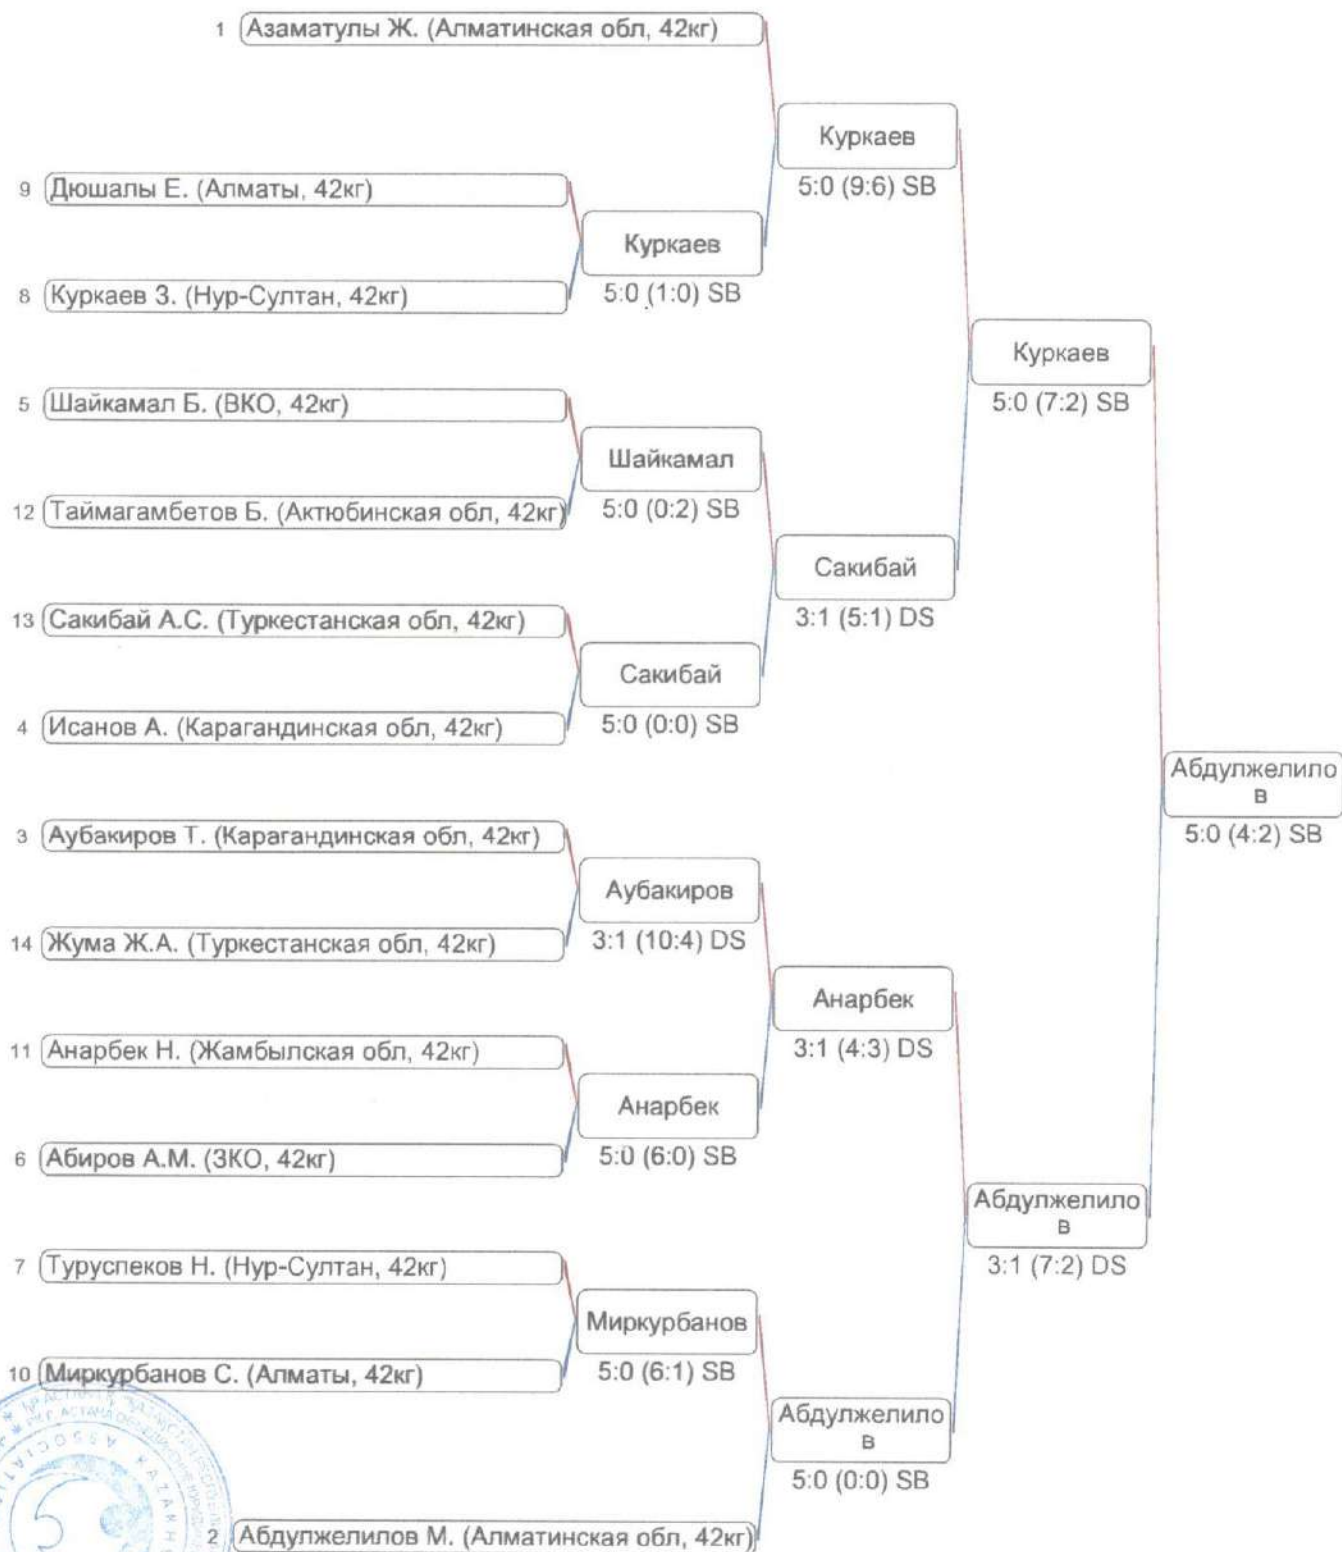 1 Азаматулы Ж. (Алматинская обл, 42кг)
Куркаев
5:0 (9:6) SB
9 Дюшалы Е. (Алматы, 42кг)
Куркаев
5:0 (1:0) SB
8 Куркаев З. (Нур-Султан, 42кг)
Куркаев
5:0 (7:2) SB
5 Шайкамал Б. (ВКО, 42кг)
Шайкамал
5:0 (0:2) SB
12 Таймагамбетов Б. (Актюбинская обл, 42кг)
Сакибай
3:1 (5:1) DS
13 Сакибай А.С. (Туркестанская обл, 42кг)
Сакибай
5:0 (0:0) SB
4 Исанов А. (Карагандинская обл, 42кг)
Абдулжелило
в
5:0 (4:2) SB
3 Аубакиров Т. (Карагандинская обл, 42кг)
Аубакиров
3:1 (10:4) DS
14 Жума Ж.А. (Туркестанская обл, 42кг)
Анарбек
3:1 (4:3) DS
11 Анарбек Н. (Жамбылская обл, 42кг)
Анарбек
5:0 (6:0) SB
6 Абиров А.М. (ЗКО, 42кг)
Абдулжелило
в
3:1 (7:2) DS
7 Туруспеков Н. (Нур-Султан, 42кг)
Миркурбанов
5:0 (6:1) SB
10 Миркурбанов С. (Алматы, 42кг)
Абдулжелило
в
5:0 (0:0) SB
2 Абдулжелилов М. (Алматинская обл, 42кг)